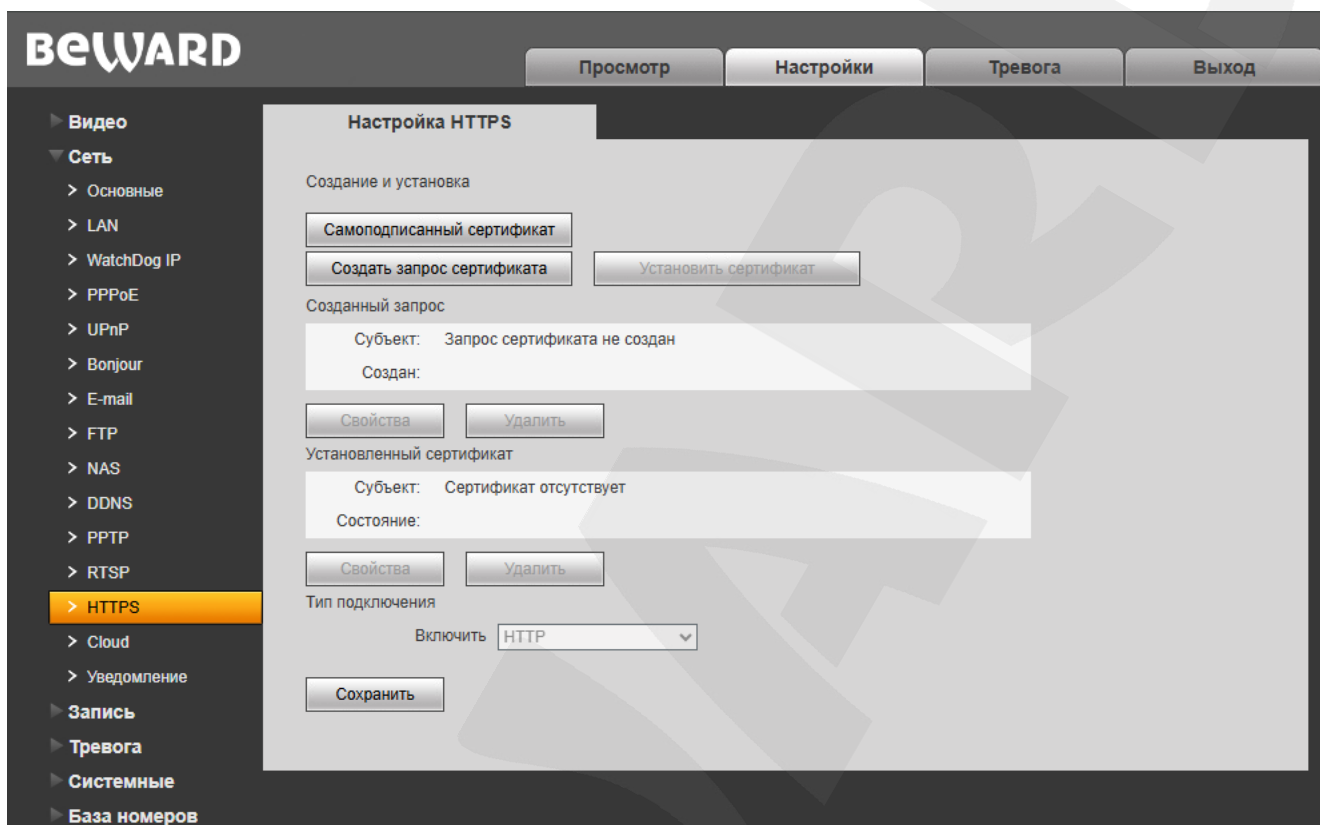 BEWARD
Просмотр Настройки Тревога Выход
Видео
Сеть
> Основные
> LAN
> WatchDog IP
> PPPoE
> UPnP
> Bonjour
> E-mail
> FTP
> NAS
> DDNS
> PPTP
> RTSP
> HTTPS
> Cloud
> Уведомление
Запись
Тревога
Системные
База номеров
Настройка HTTPS
Создание и установка
Самоподписанный сертификат
Создать запрос сертификата Установить сертификат
Созданный запрос
Субъект: Запрос сертификата не создан
Создан:
Свойства Удалить
Установленный сертификат
Субъект: Сертификат отсутствует
Состояние:
Свойства Удалить
Тип подключения
Включить HTTP
Сохранить